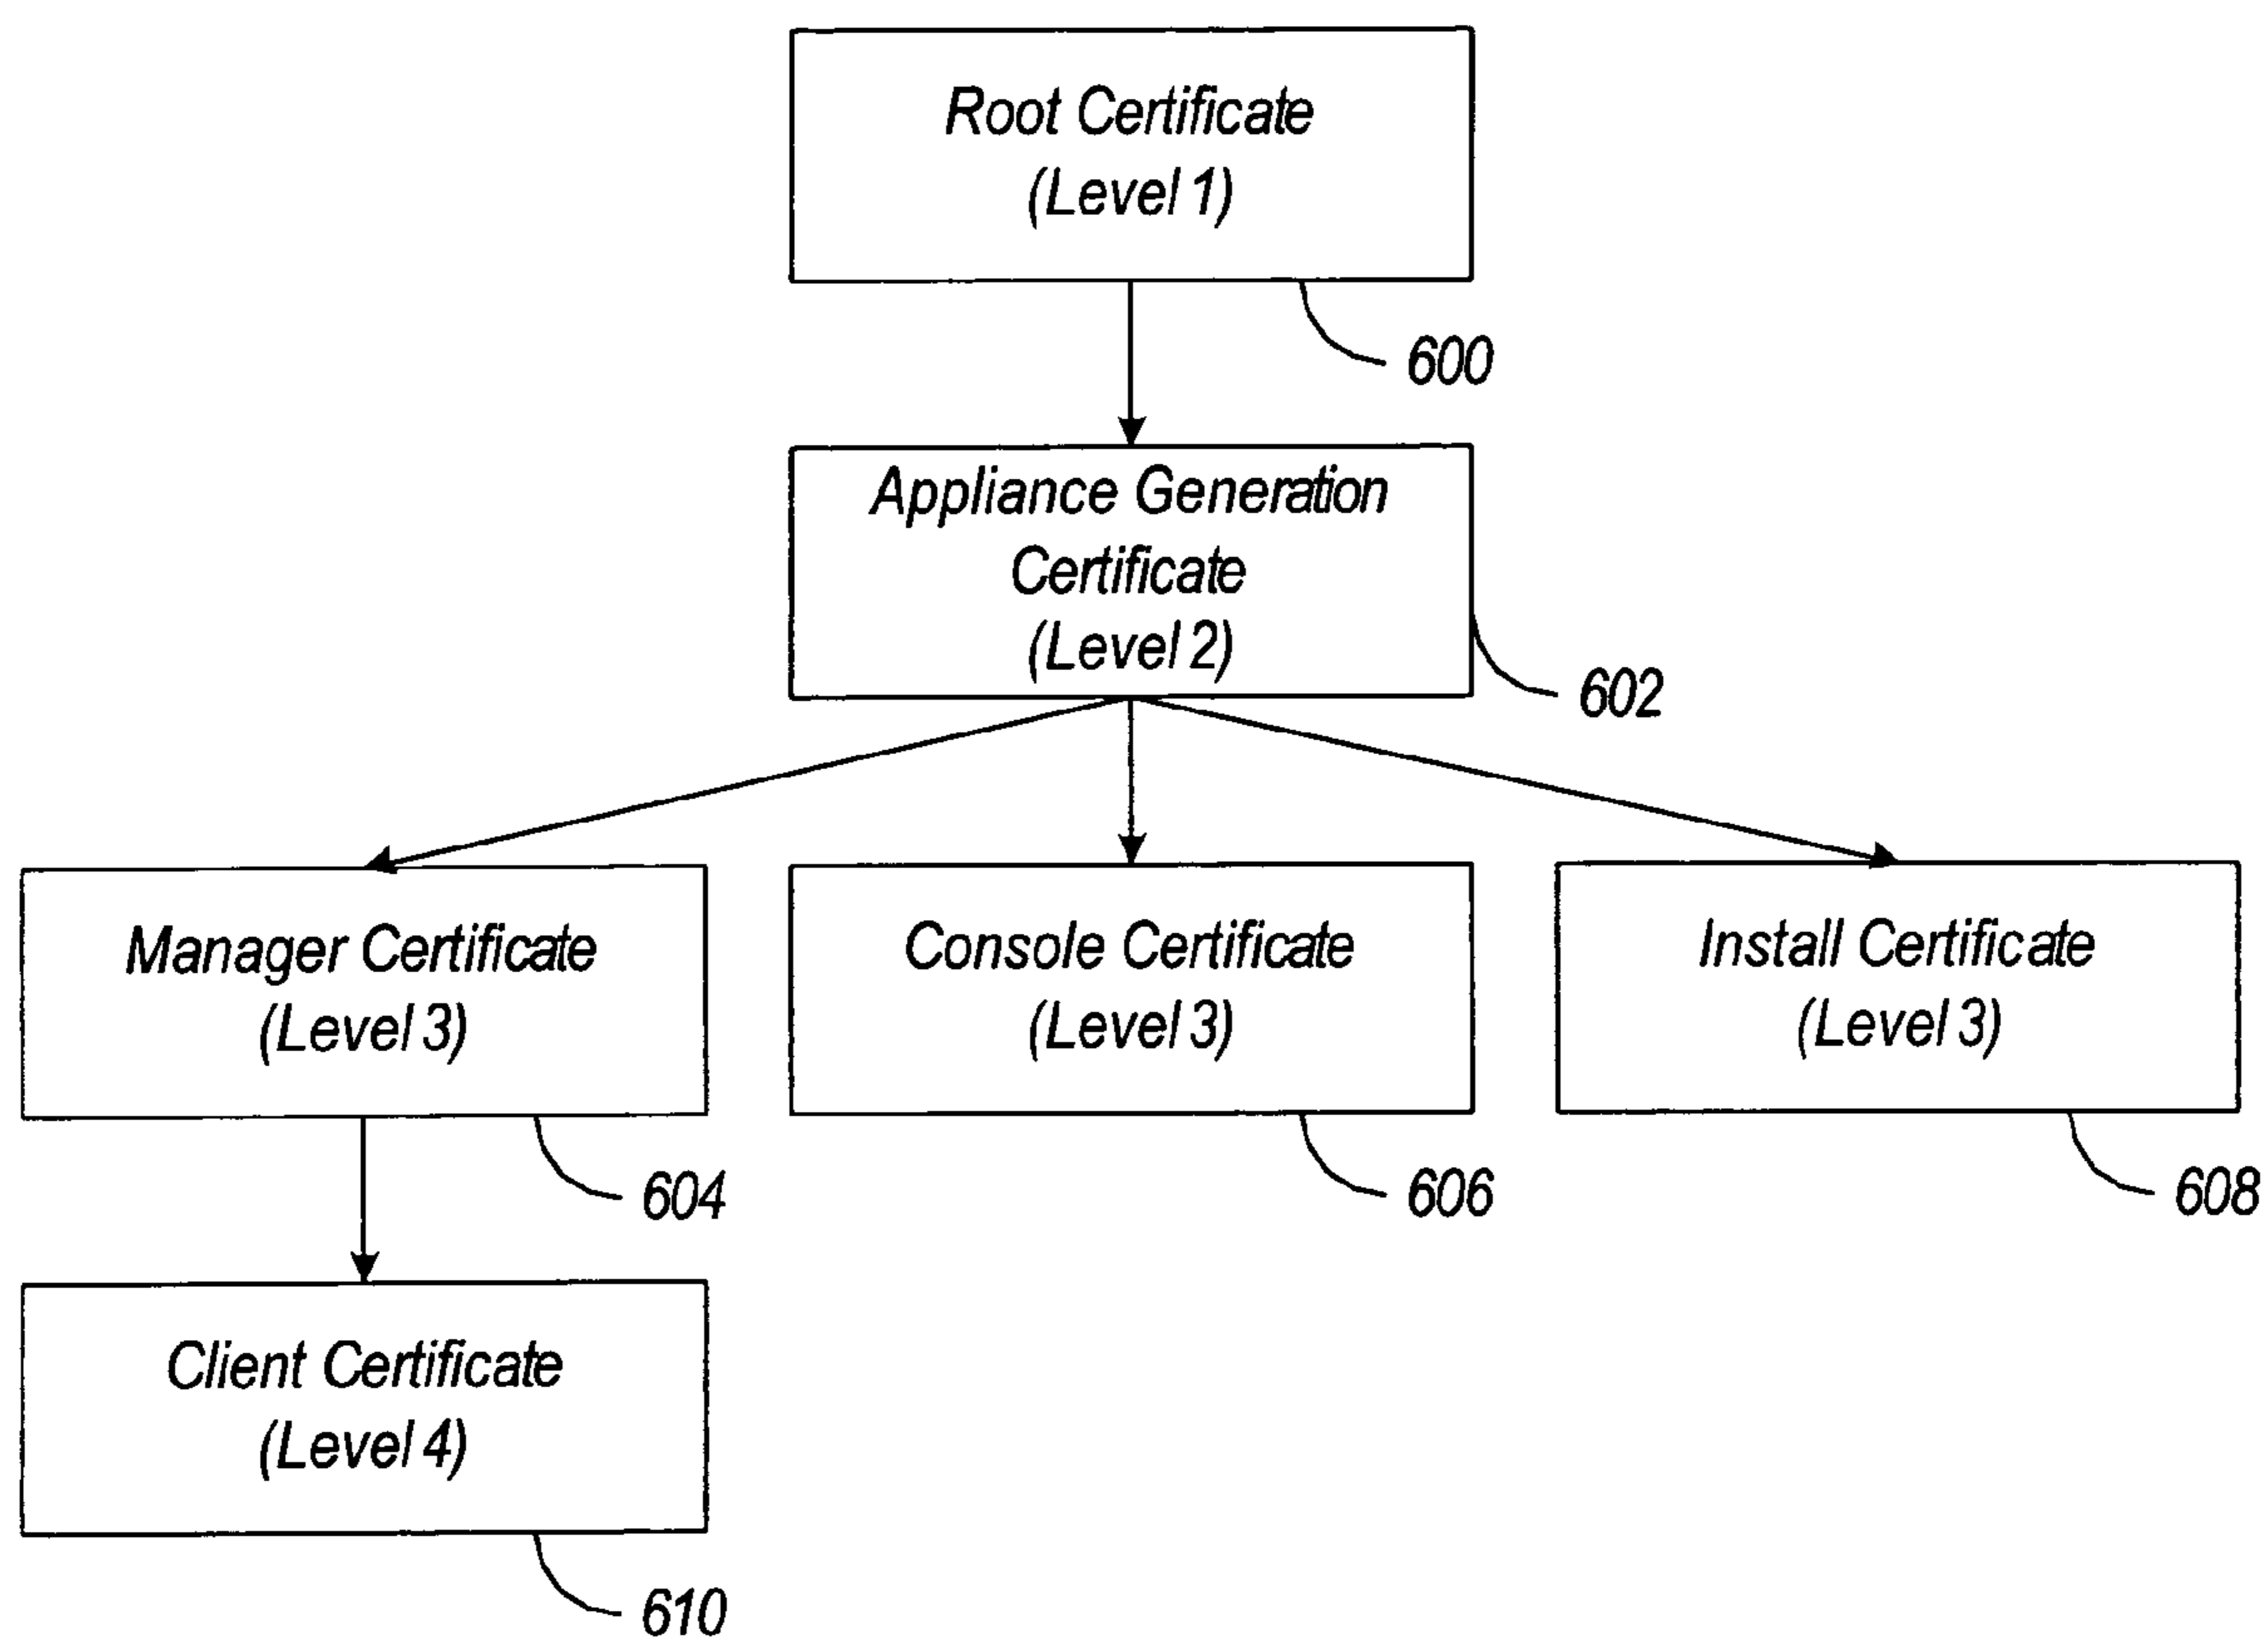 Root Certificate
(Level 1)
600
Appliance Generation
Certificate
(Level 2)
602
Manager Certificate
(Level 3)
604
Console Certificate
(Level 3)
606
Install Certificate
(Level 3)
608
Client Certificate
(Level 4)
610